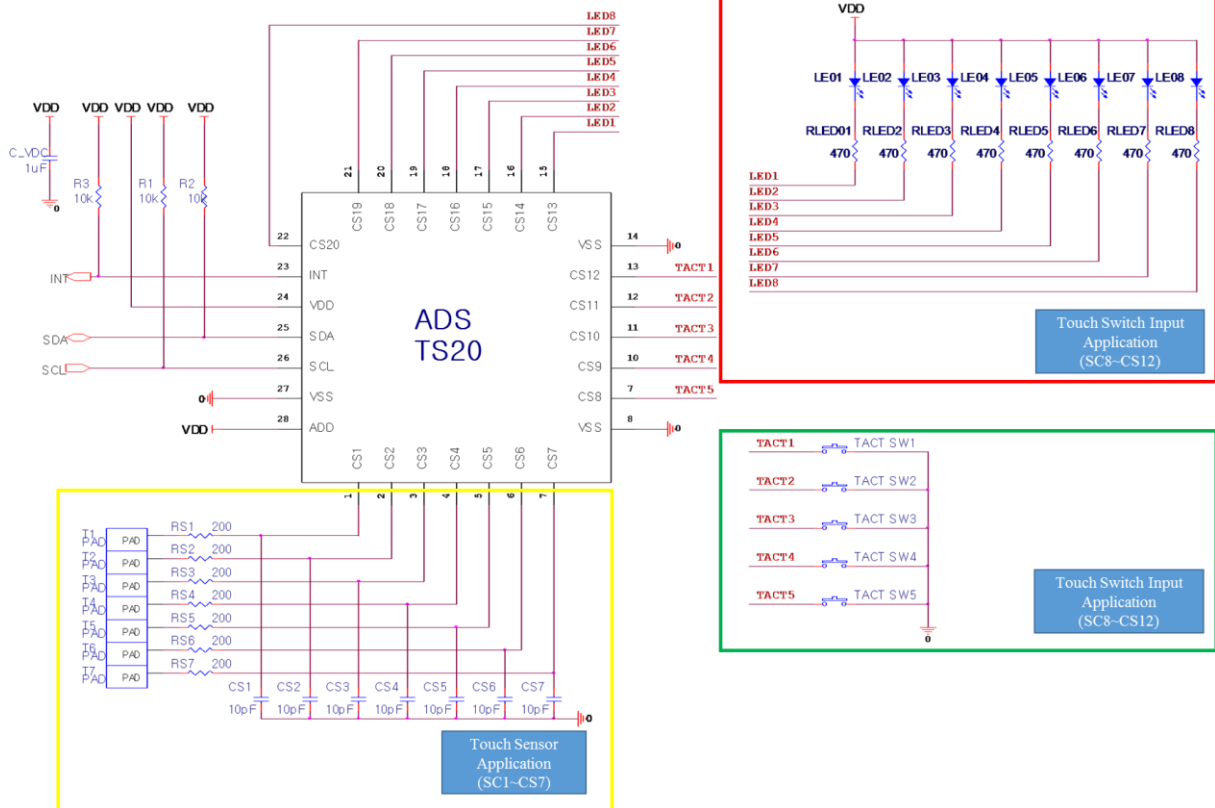 LED8
LED7
LED6
LED5
LED4
LED3
LED2
LED1
VDD
VDD VDD VDD VDD
C_VDC
1uF
0
R3
10k
R1
10k
R2
10k
21
20
19
18
17
16
15
CS19
CS18
CS17
CS16
CS15
CS14
CS13
22 CS20
INT 23 INT
24 VDD
SDA 25 SDA
SCL 26 SCL
0 27 VSS
VDD 28 ADD
ADS
TS20
VSS 14 0
CS12 13 TACT1
CS11 12 TACT2
CS10 11 TACT3
CS9 10 TACT4
CS8 7 TACT5
VSS 8 0
CS1
CS2
CS3
CS4
CS5
CS6
CS7
1
2
3
4
5
6
7
T1 PAD PAD RS1 200
T2 PAD PAD RS2 200
T3 PAD PAD RS3 200
T4 PAD PAD RS4 200
T5 PAD PAD RS5 200
T6 PAD PAD RS6 200
T7 PAD PAD RS7 200
CS1 CS2 CS3 CS4 CS5 CS6 CS7
10pF 10pF 10pF 10pF 10pF 10pF 10pF
0
Touch Sensor
Application
(SC1~CS7)
VDD
LE01 LE02 LE03 LE04 LE05 LE06 LE07 LE08
RLED01 RLED2 RLED3 RLED4 RLED5 RLED6 RLED7 RLED8
470 470 470 470 470 470 470 470
LED1
LED2
LED3
LED4
LED5
LED6
LED7
LED8
Touch Switch Input
Application
(SC8~CS12)
TACT1 TACT SW1
TACT2 TACT SW2
TACT3 TACT SW3
TACT4 TACT SW4
TACT5 TACT SW5
0
Touch Switch Input
Application
(SC8~CS12)